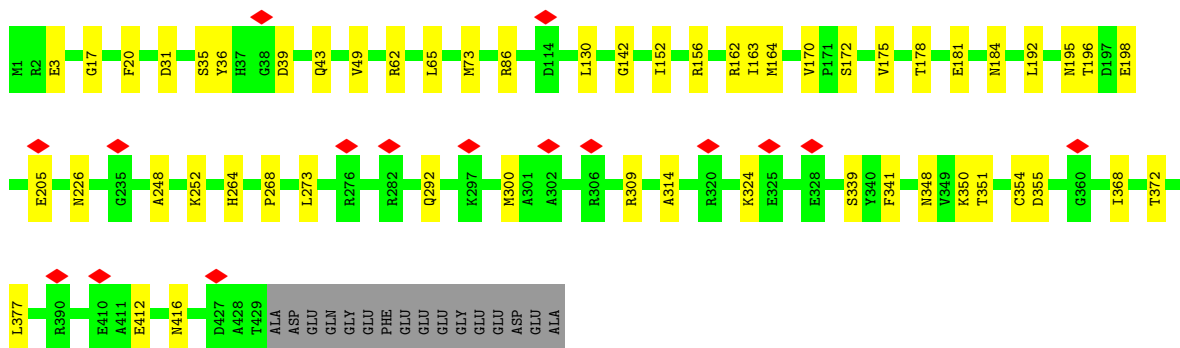 M1 R2 E3 G17 F20 D31 S35 Y36 H37 G38 D39 Q43 V49 R62 L65 M73 R86 D114 L130 G142 I152 R156 R162 I163 M164 V170 P171 S172 V175 T178 E181 N184 L192 N195 T196 D197 E198
E205 N226 G235 A248 K252 H264 P268 L273 R276 R282 Q292 K297 M300 A301 A302 R306 R309 A314 R320 K324 E325 E328 S339 Y340 F341 N348 V349 K350 T351 C354 D355 G360 I368 T372
L377 R390 E410 A411 E412 N416 D427 A428 T429 ALA ASP GLU GLN GLY GLU PHE GLU GLU GLU GLY GLU GLU ASP GLU ALA